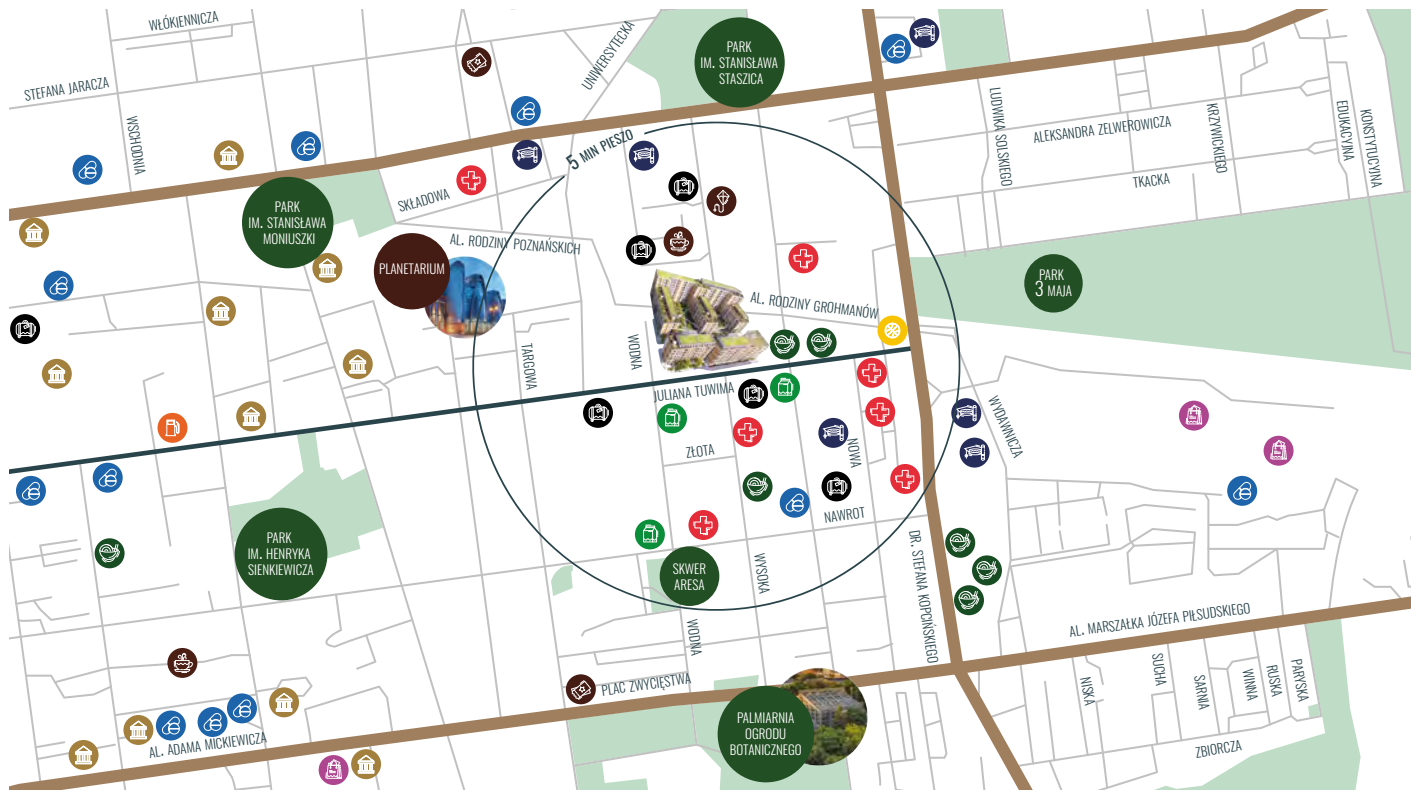 WŁÓKIENNICZA
STEFANA JARACZA
WSCHODNIA
UNIWERSYTECKA
PARK
IM. STANISŁAWA
STASZICA
5 MIN PIESZO
LUDWIKA SOLSKIEGO
ALEKSANDRA ZELWEROWICZA
KRZYWICKIEGO
EDUKACYJNA
KONSTYTUCYJNA
TKACKA
SKŁADOWA
PARK
IM. STANISŁAWA
MONIUSZKI
AL. RODZINY POZNAŃSKICH
PLANETARIUM
PARK
3 MAJA
AL. RODZINY GROHMANÓW
TARGOWA
WODNA
JULIANA TUWIMA
ZŁOTA
NOWA
WYDAWNICZA
NAWROT
PARK
IM. HENRYKA
SIENKIEWICZA
SKWER
ARESA
WYSOKA
DR. STEFANA KOPCIŃSKIEGO
WODNA
AL. MARSZAŁKA JÓZEFA PIŁSUDSKIEGO
PLAC ZWYCIĘSTWA
PALMIARNIA
OGRODU
BOTANICZNEGO
AL. ADAMA MICKIEWICZA
NISKA
SUCHA
SARNIA
WINNA
RUSKA
PARYSKA
ZBIORCZA